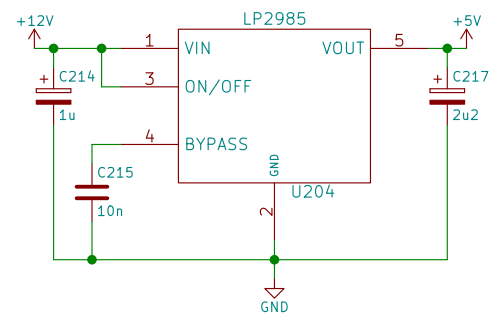 LP2985
+12V
+5V
1
VIN
VOUT
5
C214
1u
3
ON/OFF
C217
2u2
4
BYPASS
GND
C215
10n
U204
2
GND